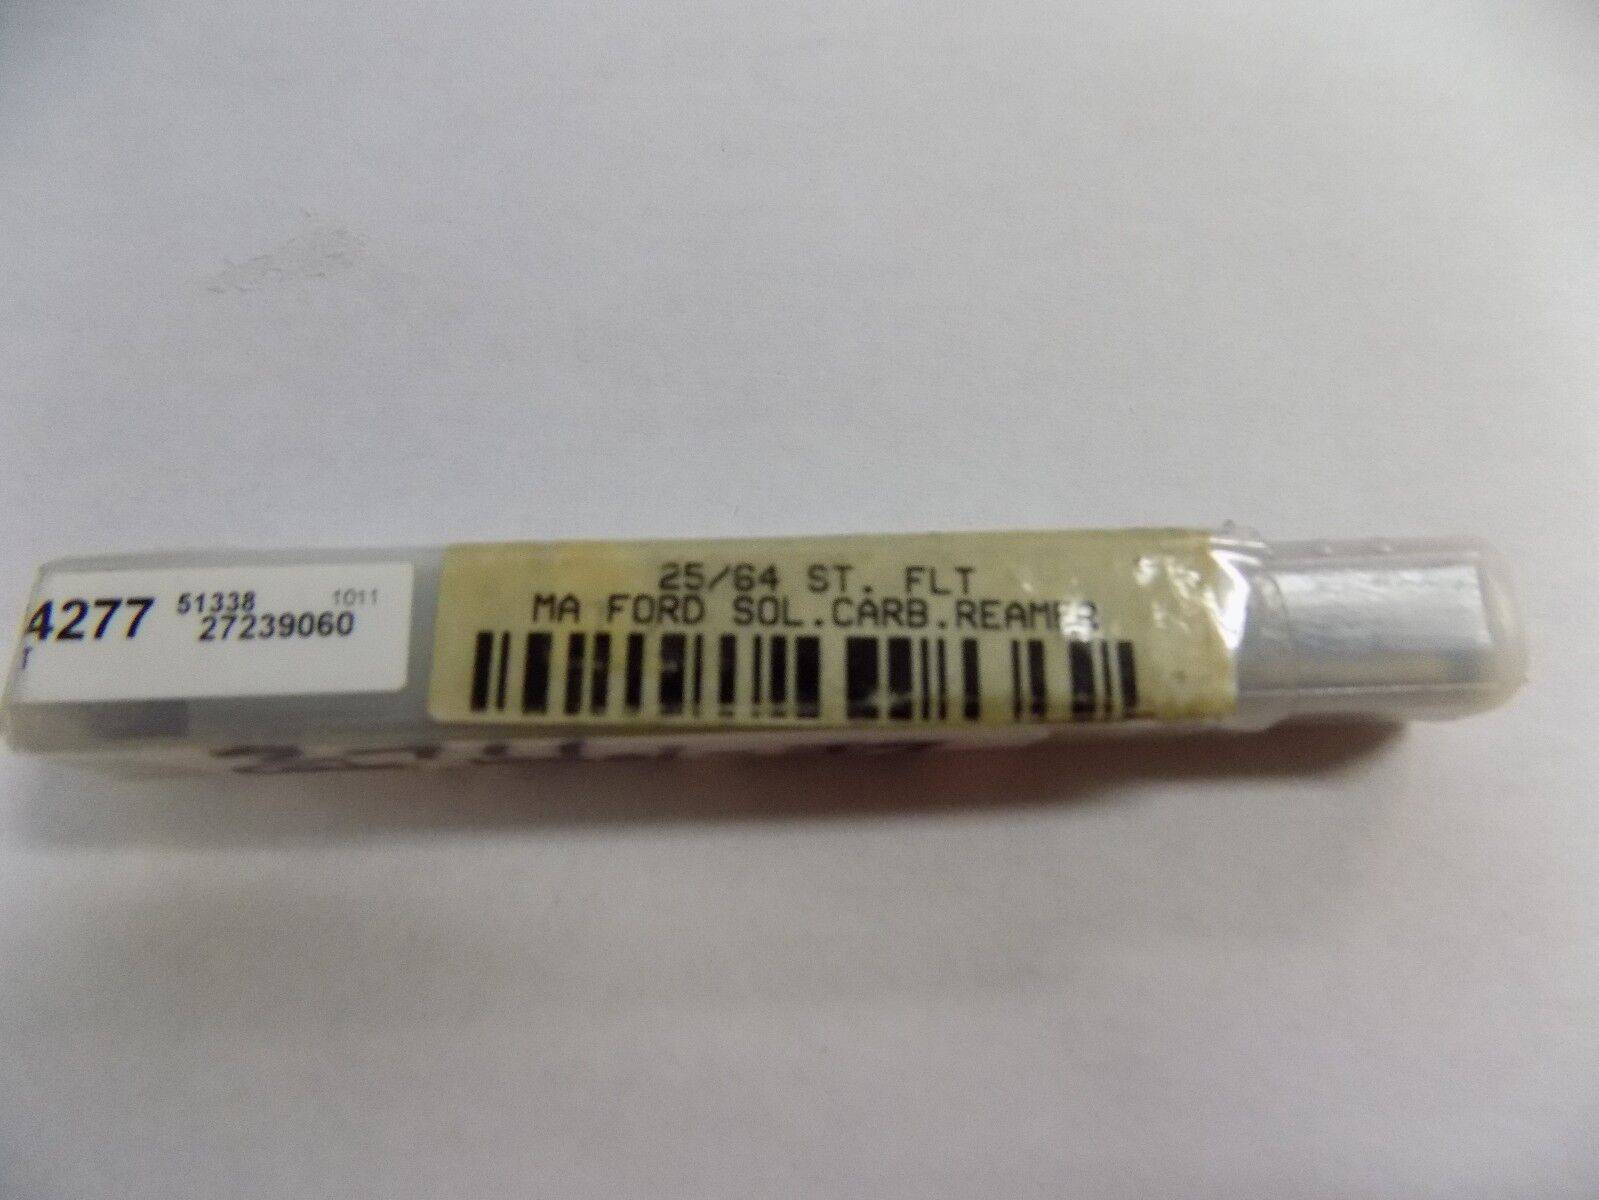 4277 51338 1011
27239060
T
25/64 ST. FLT
MA FORD SOL.CARB.REAMER